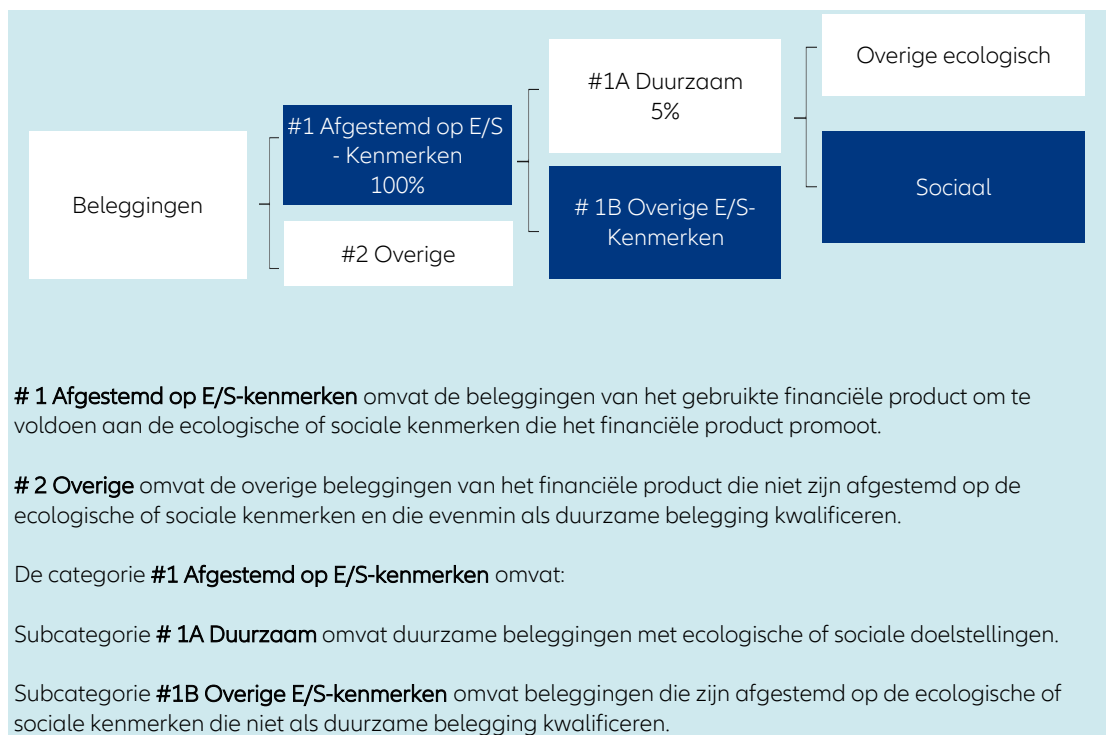 Beleggingen
#1 Afgestemd op E/S
- Kenmerken
100%
#2 Overige
#1A Duurzaam
5%
# 1B Overige E/S-
Kenmerken
Overige ecologisch
Sociaal
# 1 Afgestemd op E/S-kenmerken omvat de beleggingen van het gebruikte financiële product om te
voldoen aan de ecologische of sociale kenmerken die het financiële product promoot.
# 2 Overige omvat de overige beleggingen van het financiële product die niet zijn afgestemd op de
ecologische of sociale kenmerken en die evenmin als duurzame belegging kwalificeren.
De categorie #1 Afgestemd op E/S-kenmerken omvat:
Subcategorie # 1A Duurzaam omvat duurzame beleggingen met ecologische of sociale doelstellingen.
Subcategorie #1B Overige E/S-kenmerken omvat beleggingen die zijn afgestemd op de ecologische of
sociale kenmerken die niet als duurzame belegging kwalificeren.